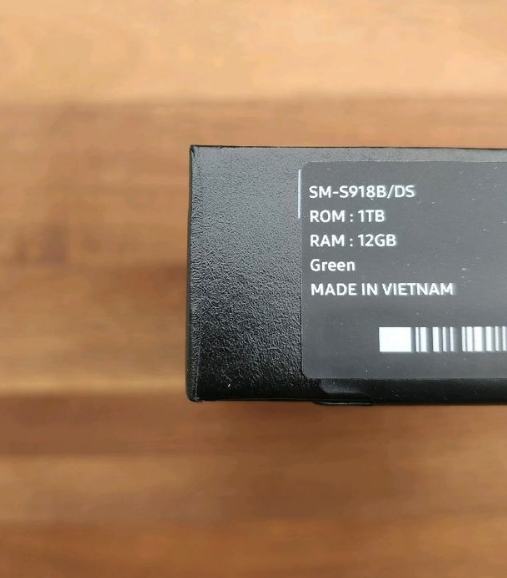 SM-S918B/DS
ROM : 1TB
RAM : 12GB
Green
MADE IN VIETNAM